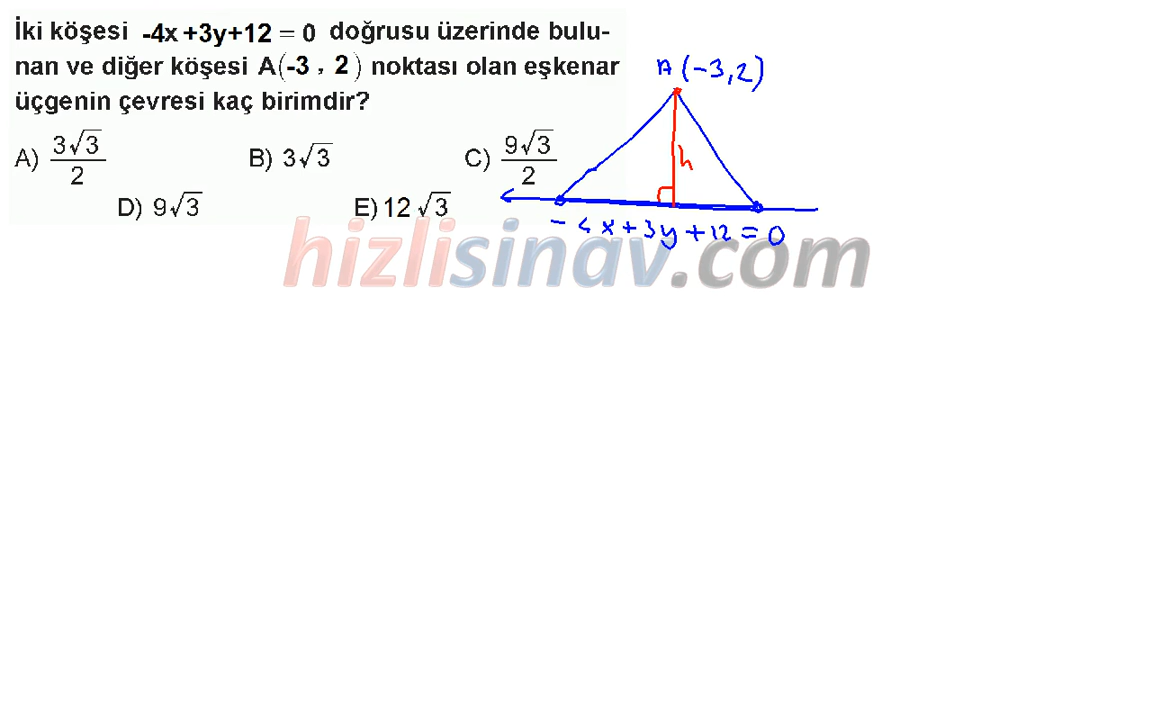 İki köşesi -4x+3y+12 = 0 doğrusu üzerinde bulu-
nan ve diğer köşesi A(-3 , 2) noktası olan eşkenar
üçgenin çevresi kaç birimdir?
A) 3√3/2 B) 3√3 C) 9√3/2
D) 9√3 E) 12√3
A(-3,2)
h
-4x+3y+12=0
hizlisinav.com